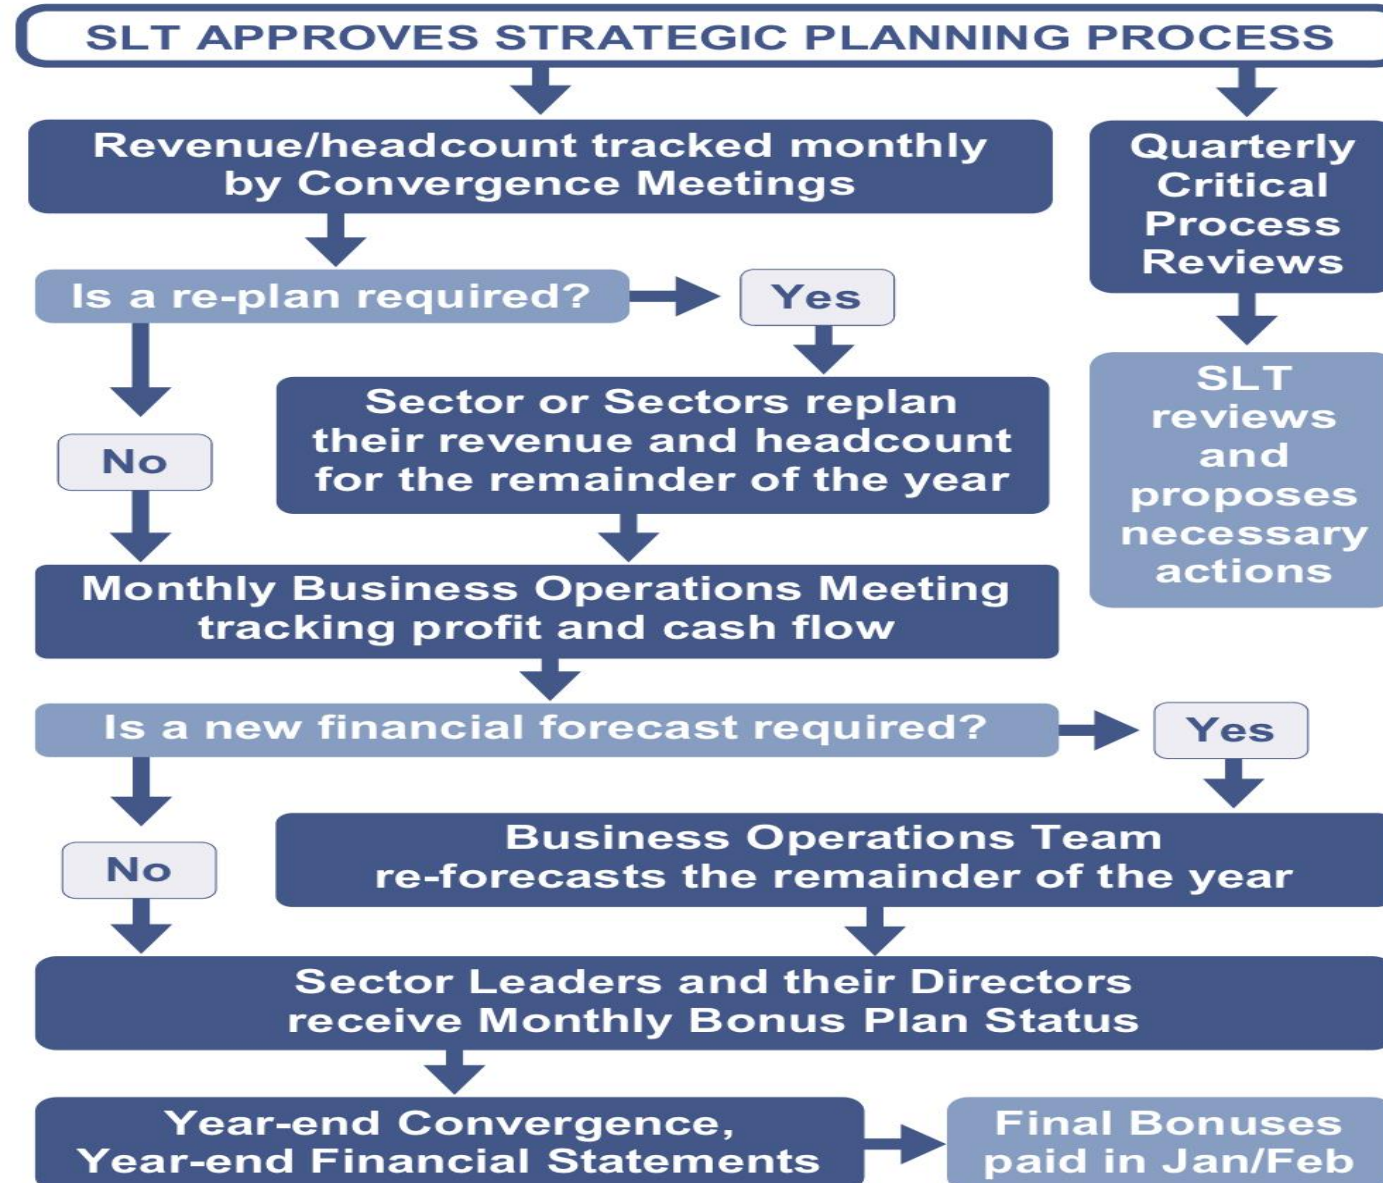 SLT APPROVES STRATEGIC PLANNING PROCESS
Revenue/headcount tracked monthly
by Convergence Meetings
Quarterly
Critical
Process
Reviews
Is a re-plan required?
Yes
No
Sector or Sectors replan
their revenue and headcount
for the remainder of the year
SLT
reviews
and
proposes
necessary
actions
Monthly Business Operations Meeting
tracking profit and cash flow
Is a new financial forecast required?
Yes
No
Business Operations Team
re-forecasts the remainder of the year
Sector Leaders and their Directors
receive Monthly Bonus Plan Status
Year-end Convergence,
Year-end Financial Statements
Final Bonuses
paid in Jan/Feb